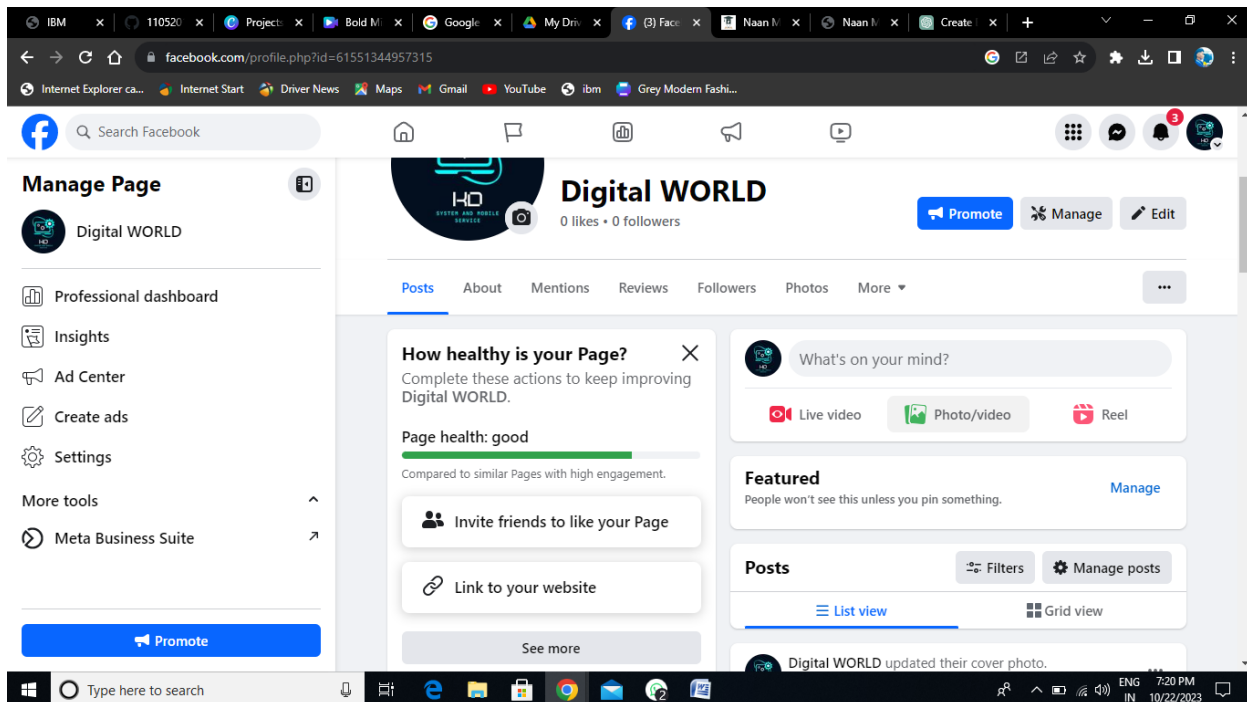 IBM
110520
Projects
Bold Mi
Google
My Driv
(3) Face
Naan M
Naan M
Create
facebook.com/profile.php?id=61551344957315
Internet Explorer ca...
Internet Start
Driver News
Maps
Gmail
YouTube
ibm
Grey Modern Fashi...
Search Facebook
3
Manage Page
Digital WORLD
Professional dashboard
Insights
Ad Center
Create ads
Settings
More tools
Meta Business Suite
Promote
HD
SYSTEM AND MOBILE
SERVICE
Digital WORLD
0 likes • 0 followers
Promote
Manage
Edit
Posts
About
Mentions
Reviews
Followers
Photos
More
How healthy is your Page?
Complete these actions to keep improving
Digital WORLD.
Page health: good
Compared to similar Pages with high engagement.
Invite friends to like your Page
Link to your website
See more
What's on your mind?
Live video
Photo/video
Reel
Featured
People won't see this unless you pin something.
Manage
Posts
Filters
Manage posts
List view
Grid view
Digital WORLD updated their cover photo.
Type here to search
ENG
IN
7:20 PM
10/22/2023